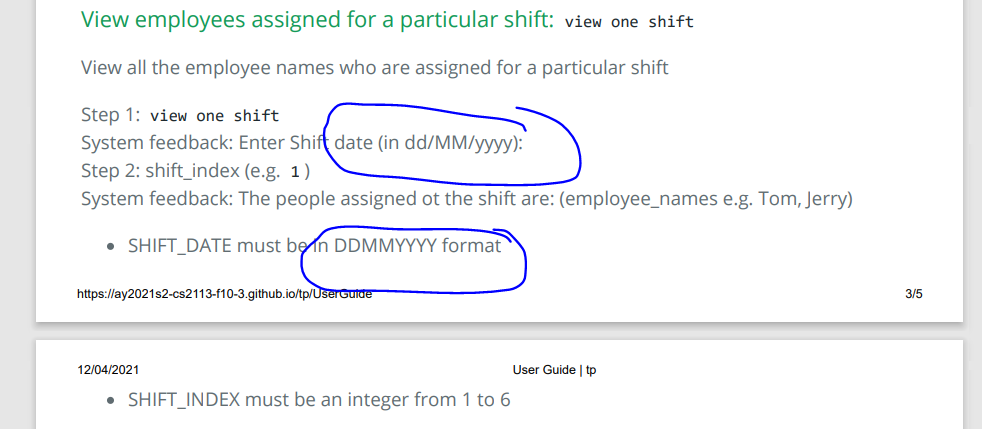 View employees assigned for a particular shift: view one shift
View all the employee names who are assigned for a particular shift
Step 1: view one shift
System feedback: Enter Shift date (in dd/MM/yyyy):
Step 2: shift_index (e.g. 1 )
System feedback: The people assigned ot the shift are: (employee_names e.g. Tom, Jerry)
• SHIFT_DATE must be in DDMMYYYY format
https://ay2021s2-cs2113-f10-3.github.io/tp/UserGuide 3/5
12/04/2021 User Guide | tp
• SHIFT_INDEX must be an integer from 1 to 6